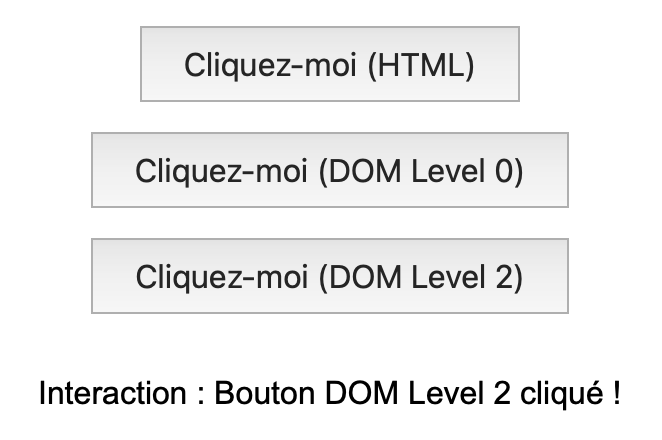 Cliquez-moi (HTML)
Cliquez-moi (DOM Level 0)
Cliquez-moi (DOM Level 2)
Interaction : Bouton DOM Level 2 cliqué !